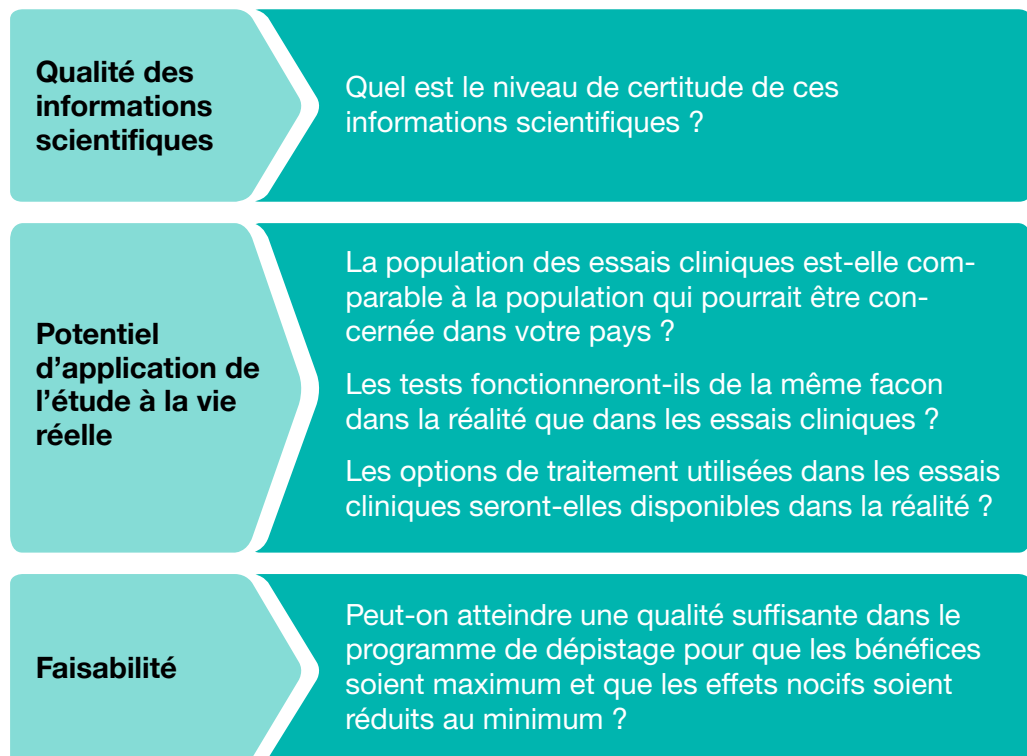 Qualité des
informations
scientifiques
Quel est le niveau de certitude de ces
informations scientifiques ?
Potentiel
d’application de
l’étude à la vie
réelle
La population des essais cliniques est-elle com-
parable à la population qui pourrait être con-
cernée dans votre pays ?
Les tests fonctionneront-ils de la même facon
dans la réalité que dans les essais cliniques ?
Les options de traitement utilisées dans les essais
cliniques seront-elles disponibles dans la réalité ?
Faisabilité
Peut-on atteindre une qualité suffisante dans le
programme de dépistage pour que les bénéfices
soient maximum et que les effets nocifs soient
réduits au minimum ?